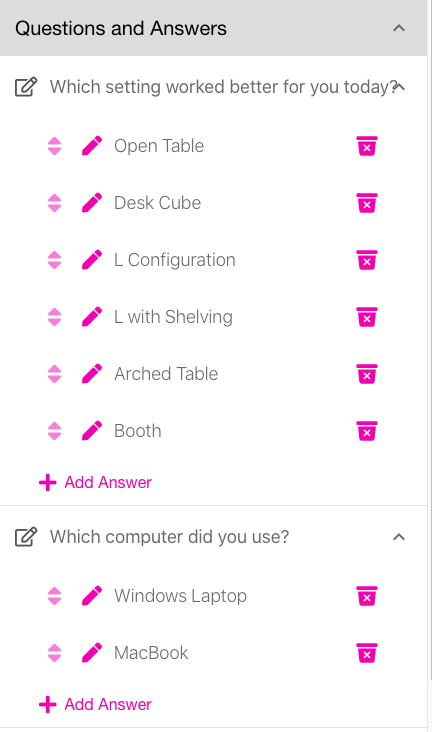 Questions and Answers
Which setting worked better for you today?
Open Table
Desk Cube
L Configuration
L with Shelving
Arched Table
Booth
Add Answer
Which computer did you use?
Windows Laptop
MacBook
Add Answer